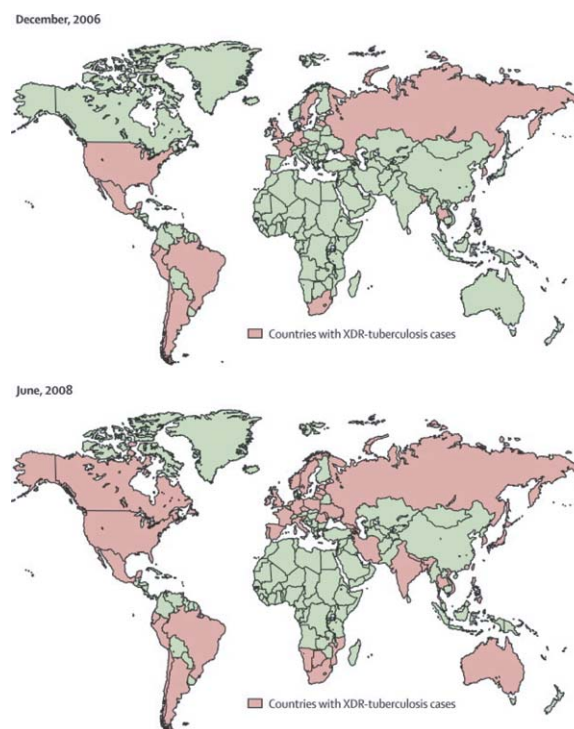 December, 2006
Countries with XDR-tuberculosis cases
June, 2008
Countries with XDR-tuberculosis cases